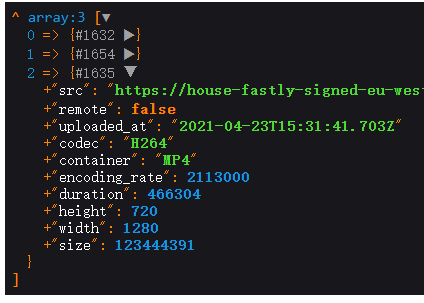 ^ array:3 [▼
0 => {#1632 ▶}
1 => {#1654 ▶}
2 => {#1635 ▼
+"src": "https://house-fastly-signed-eu-wes
+"remote": false
+"uploaded_at": "2021-04-23T15:31:41.703Z"
+"codec": "H264"
+"container": "MP4"
+"encoding_rate": 2113000
+"duration": 466304
+"height": 720
+"width": 1280
+"size": 123444391
}
]